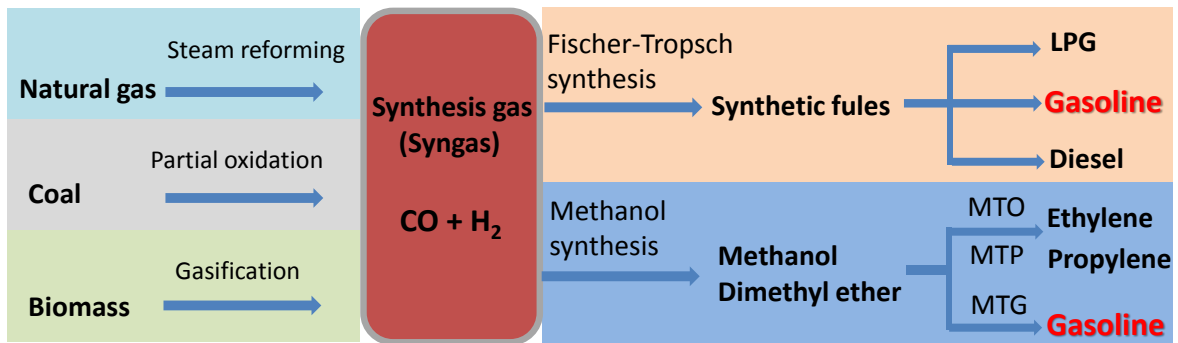 Steam reforming
Natural gas
Partial oxidation
Coal
Gasification
Biomass
Synthesis gas
(Syngas)
CO + H₂
Fischer-Tropsch
synthesis
Synthetic fules
LPG
Gasoline
Diesel
Methanol
synthesis
Methanol
Dimethyl ether
MTO
Ethylene
MTP
Propylene
MTG
Gasoline